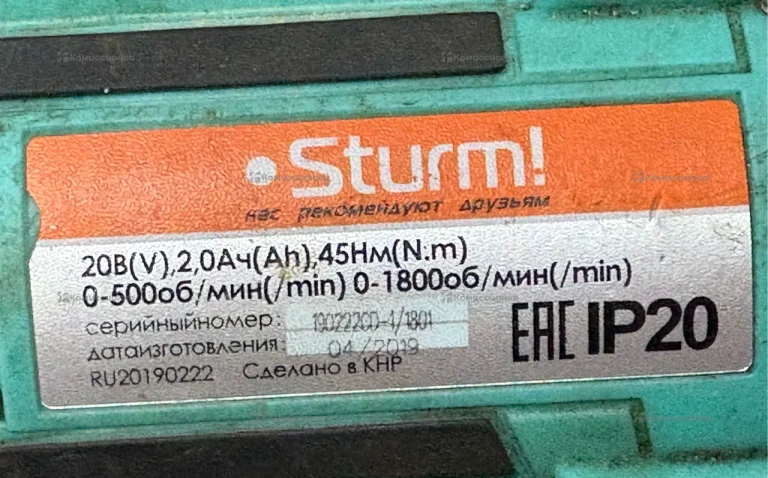 Sturm!
нас рекомендуют друзьям
20В(V),2,0Ач(Ah),45Нм(N.m)
0-500об/мин(/min) 0-1800об/мин(/min)
серийныйномер:
датаизготовления: 04/2019
RU20190222 Сделано в КНР
EAC IP20